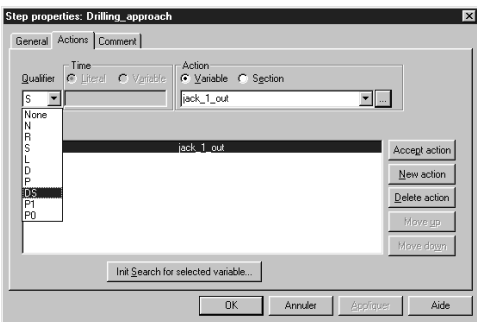 Step properties: Drilling_approach
General Actions Comment
Time Action
Qualifier Literal Variable Variable Section
S jack_1_out ...
None
N
R
S jack_1_out Accept action
L
D New action
P
DS Delete action
P1
P0 Move up
Move down
Init Search for selected variable...
OK Annuler Appliquer Aide